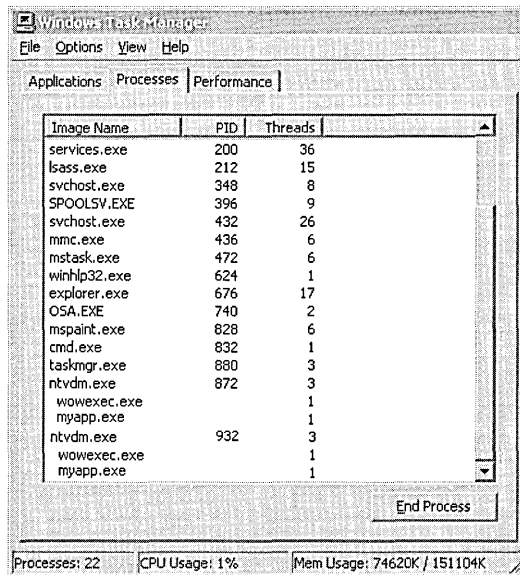 Windows Task Manager
File Options View Help
Applications Processes Performance
Image Name PID Threads
services.exe 200 36
lsass.exe 212 15
svchost.exe 348 8
SPOOLSV.EXE 396 9
svchost.exe 432 26
mmc.exe 436 6
mstask.exe 472 6
winhlp32.exe 624 1
explorer.exe 676 17
OSA.EXE 740 2
mspaint.exe 828 6
cmd.exe 832 1
taskmgr.exe 880 3
ntvdm.exe 872 3
wowexec.exe 1
myapp.exe 1
ntvdm.exe 932 3
wowexec.exe 1
myapp.exe 1
End Process
Processes: 22 CPU Usage: 1% Mem Usage: 74620K / 151104K